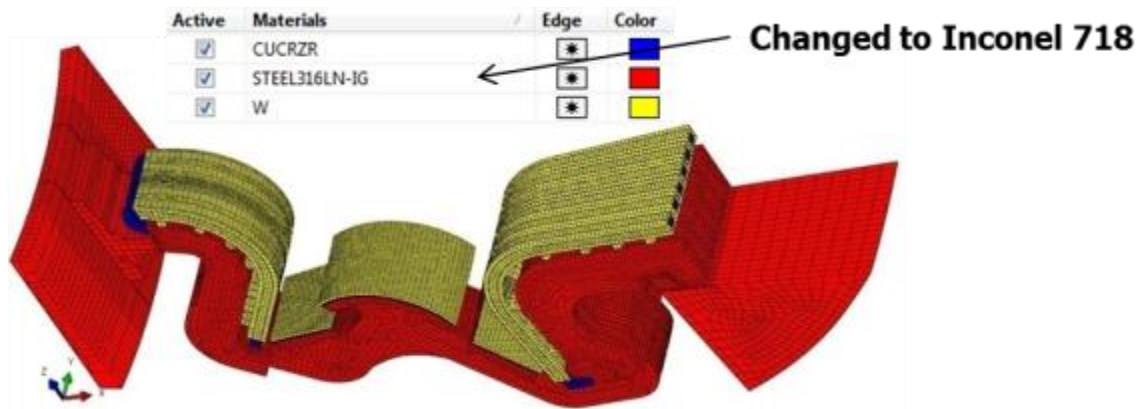 Active Materials / Edge Color
CUCRZR
STEEL316LN-IG
W
Changed to Inconel 718
Z Y X